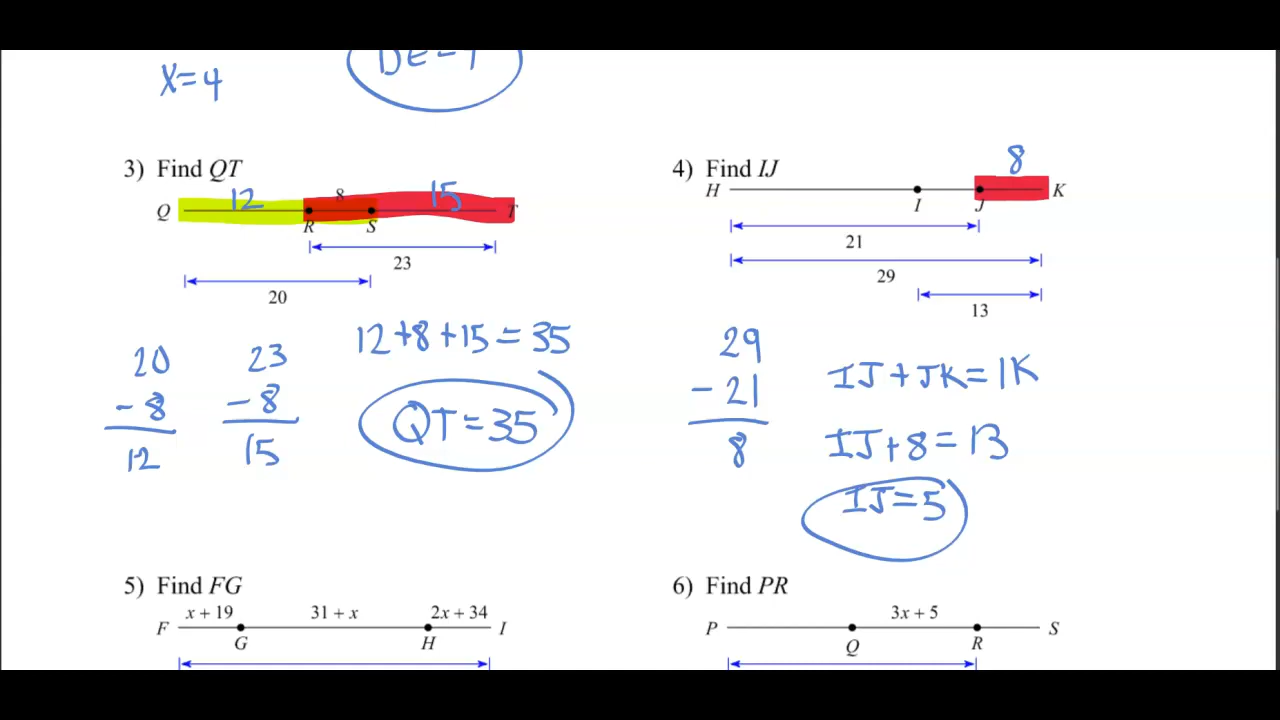 X=4
DE=
3) Find QT
12 8 15
Q R S T
23
20
20
- 8
12
23
- 8
15
12+8+15=35
QT=35
4) Find IJ
8
H I J K
21
29
13
29
- 21
8
IJ+JK=IK
IJ+8=13
IJ=5
5) Find FG
x + 19 31 + x 2x + 34
F G H I
6) Find PR
3x + 5
P Q R S